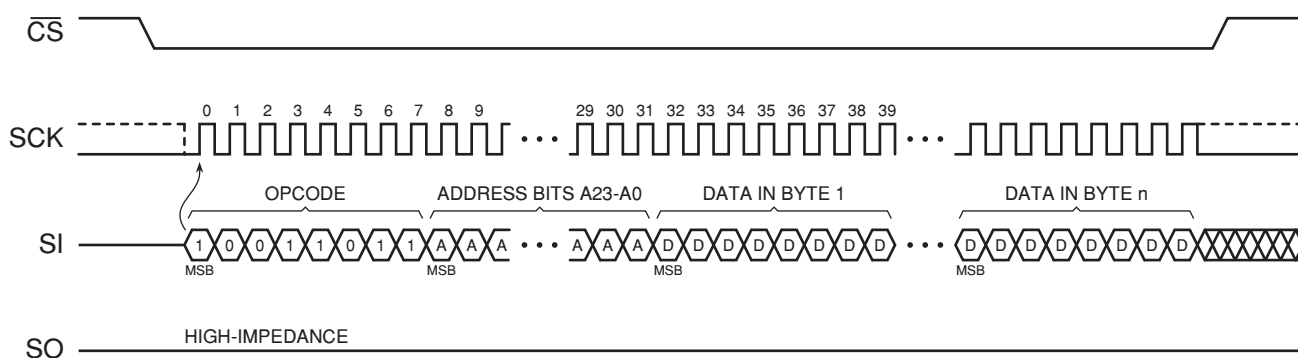 CS
0 1 2 3 4 5 6 7 8 9 29 30 31 32 33 34 35 36 37 38 39
SCK
OPCODE ADDRESS BITS A23-A0 DATA IN BYTE 1 DATA IN BYTE n
SI 1 0 0 1 1 0 1 1 A A A A A A D D D D D D D D D D D D D D D D
MSB MSB MSB MSB
HIGH-IMPEDANCE
SO